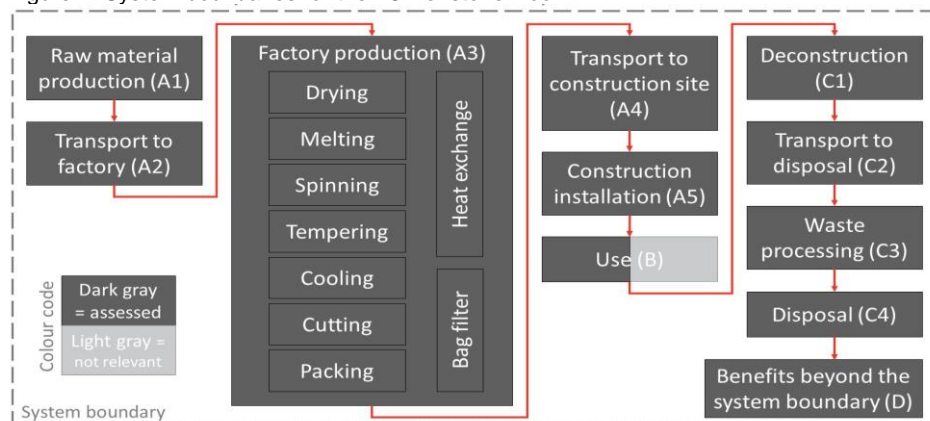 Raw material
production (A1)
Transport to
factory (A2)
Factory production (A3)
Drying
Melting
Spinning
Tempering
Cooling
Cutting
Packing
Heat exchange
Bag filter
Transport to
construction site
(A4)
Construction
installation (A5)
Use (B)
Deconstruction
(C1)
Transport to
disposal (C2)
Waste
processing (C3)
Disposal (C4)
Benefits beyond the
system boundary (D)
Colour code
Dark gray
= assessed
Light gray =
not relevant
System boundary